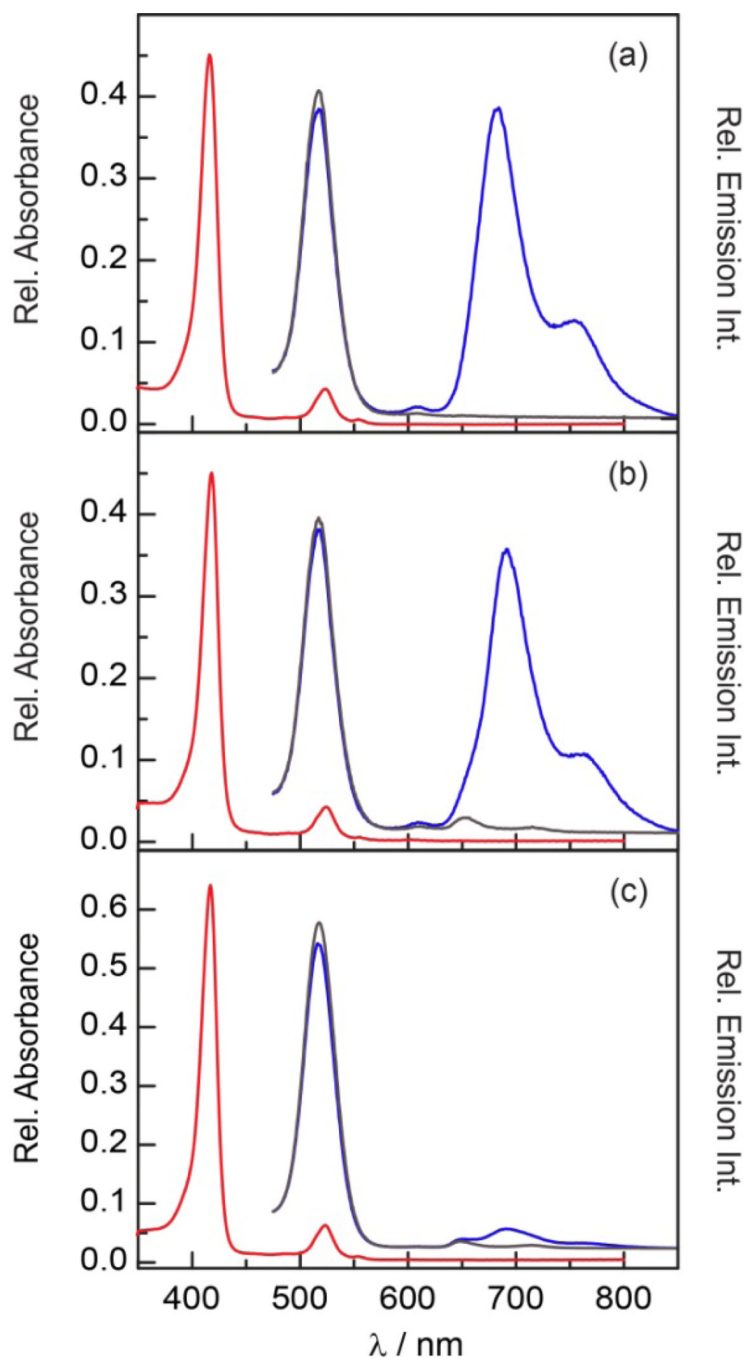 (a)
Rel. Absorbance
0.4
0.3
0.2
0.1
0.0
Rel. Emission Int.
(b)
Rel. Absorbance
0.4
0.3
0.2
0.1
0.0
Rel. Emission Int.
(c)
Rel. Absorbance
0.6
0.5
0.4
0.3
0.2
0.1
0.0
Rel. Emission Int.
400 500 600 700 800
λ / nm